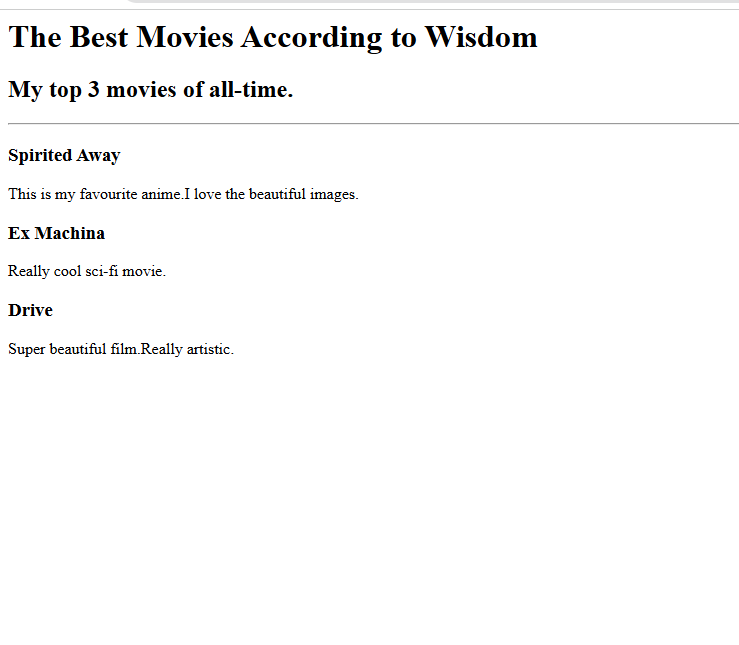 The Best Movies According to Wisdom
My top 3 movies of all-time.
Spirited Away
This is my favourite anime.I love the beautiful images.
Ex Machina
Really cool sci-fi movie.
Drive
Super beautiful film.Really artistic.